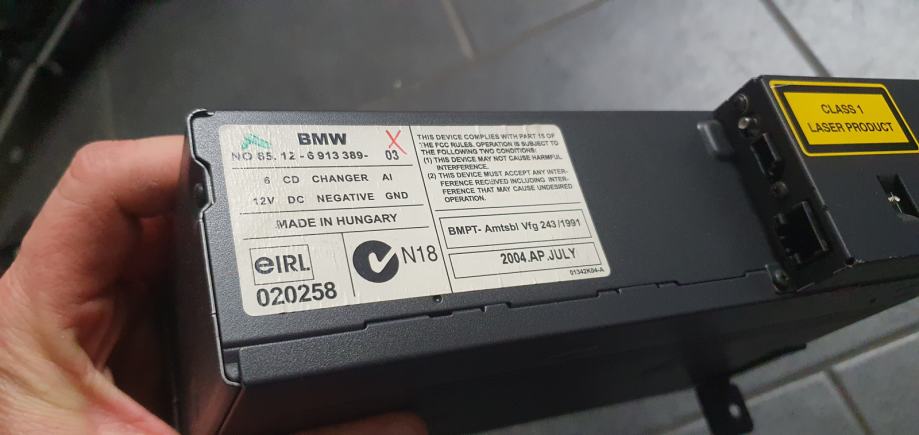 BMW
NO 65. 12 - 6 913 389- 03
6 CD CHANGER AI
12V DC NEGATIVE GND
MADE IN HUNGARY
eIRL
020258
N18
THIS DEVICE COMPLIES WITH PART 15 OF
THE FCC RULES. OPERATION IS SUBJECT TO
THE FOLLOWING TWO CONDITIONS:
(1) THIS DEVICE MAY NOT CAUSE HARMFUL
INTERFERENCE.
(2) THIS DEVICE MUST ACCEPT ANY INTER-
FERENCE RECEIVED INCLUDING INTER-
FERENCE THAT MAY CAUSE UNDESIRED
OPERATION.
BMPT- Amtsbl Vfg 243/1991
2004.AP.JULY
01342K04-A
CLASS 1
LASER PRODUCT